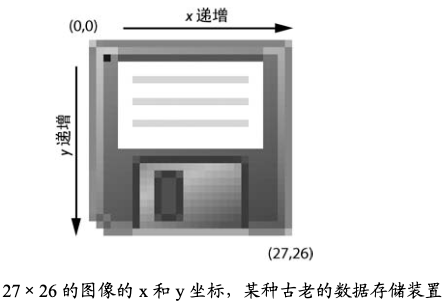 x 递增
(0,0)
y 递增
(27,26)
27 × 26 的图像的 x 和 y 坐标，某种古老的数据存储装置